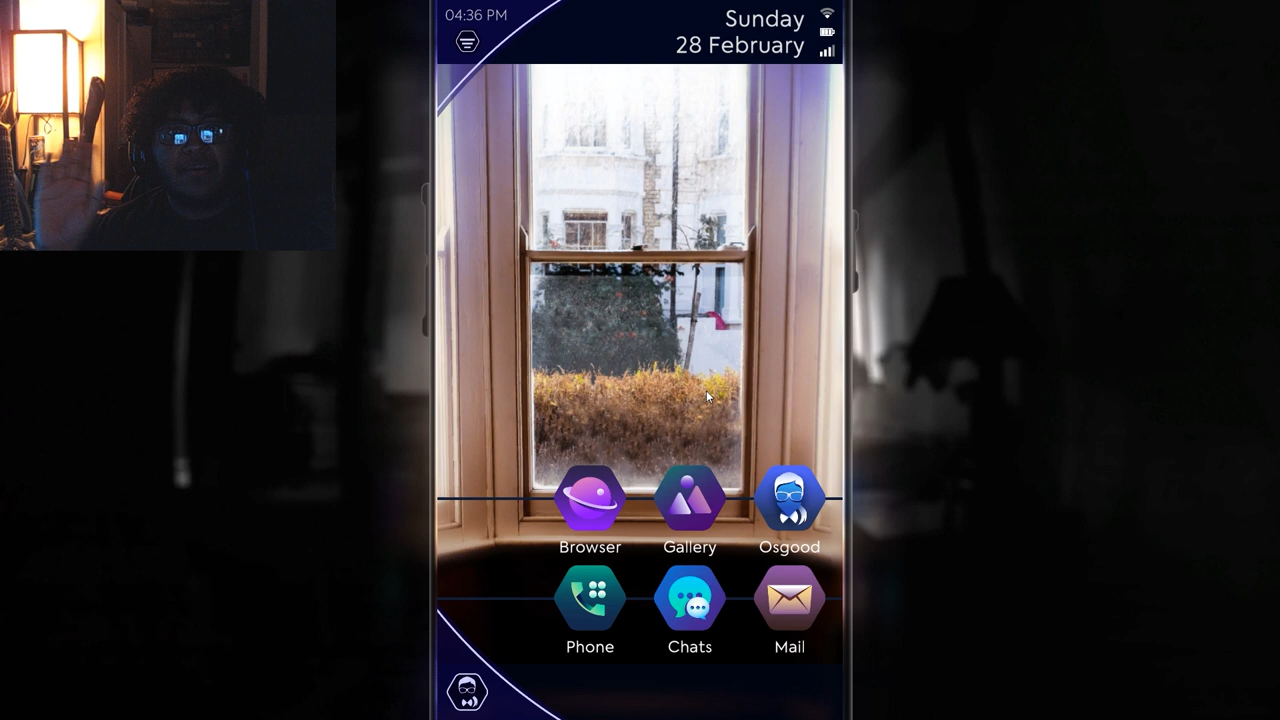 04:36 PM
Sunday
28 February
Browser
Gallery
Osgood
Phone
Chats
Mail